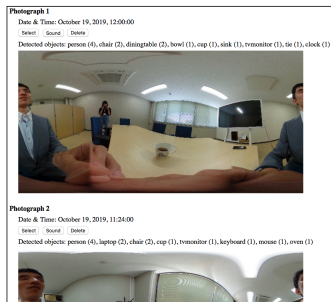 Photograph 1
Date & Time: October 19, 2019, 12:00:00
Select Sound Delete
Detected objects: person (4), chair (2), diningtable (2), bowl (1), cup (1), sink (1), tvmonitor (1), tie (1), clock (1)
Photograph 2
Date & Time: October 19, 2019, 11:24:00
Select Sound Delete
Detected objects: person (4), laptop (2), chair (2), cup (1), tvmonitor (1), keyboard (1), mouse (1), oven (1)